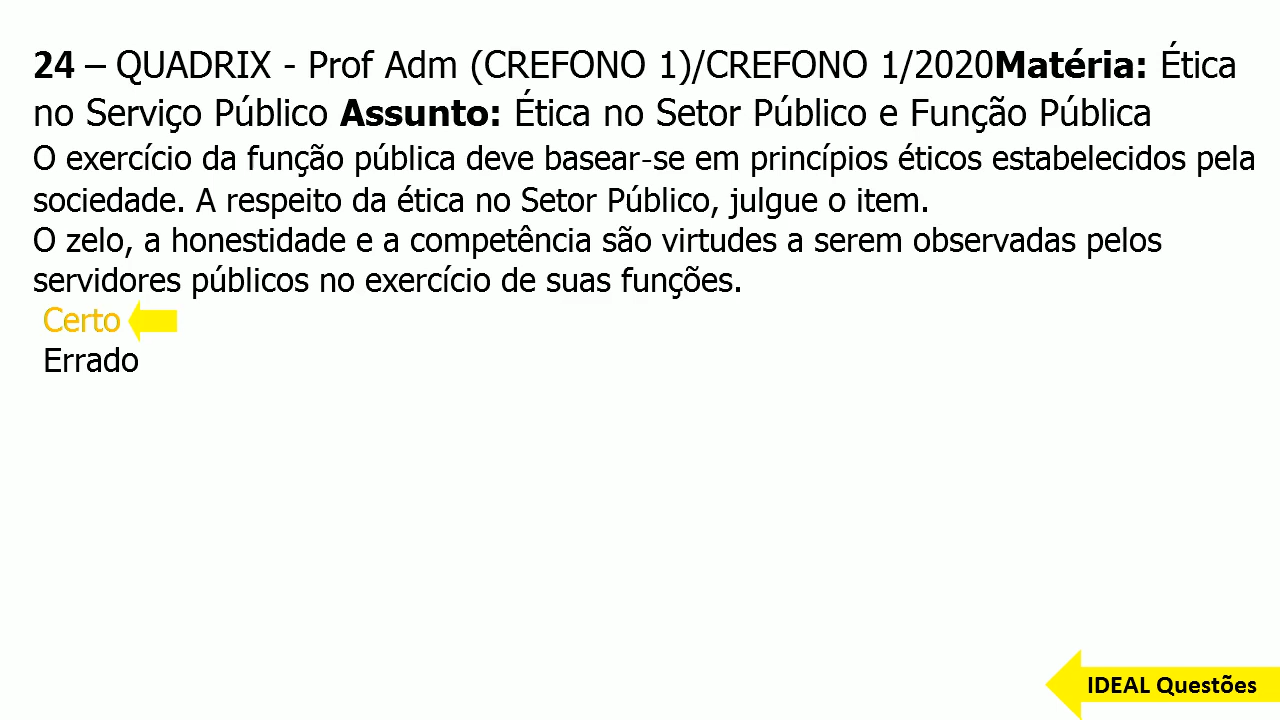 24 – QUADRIX - Prof Adm (CREFONO 1)/CREFONO 1/2020Matéria: Ética
no Serviço Público Assunto: Ética no Setor Público e Função Pública
O exercício da função pública deve basear-se em princípios éticos estabelecidos pela
sociedade. A respeito da ética no Setor Público, julgue o item.
O zelo, a honestidade e a competência são virtudes a serem observadas pelos
servidores públicos no exercício de suas funções.
Certo
Errado
IDEAL Questões